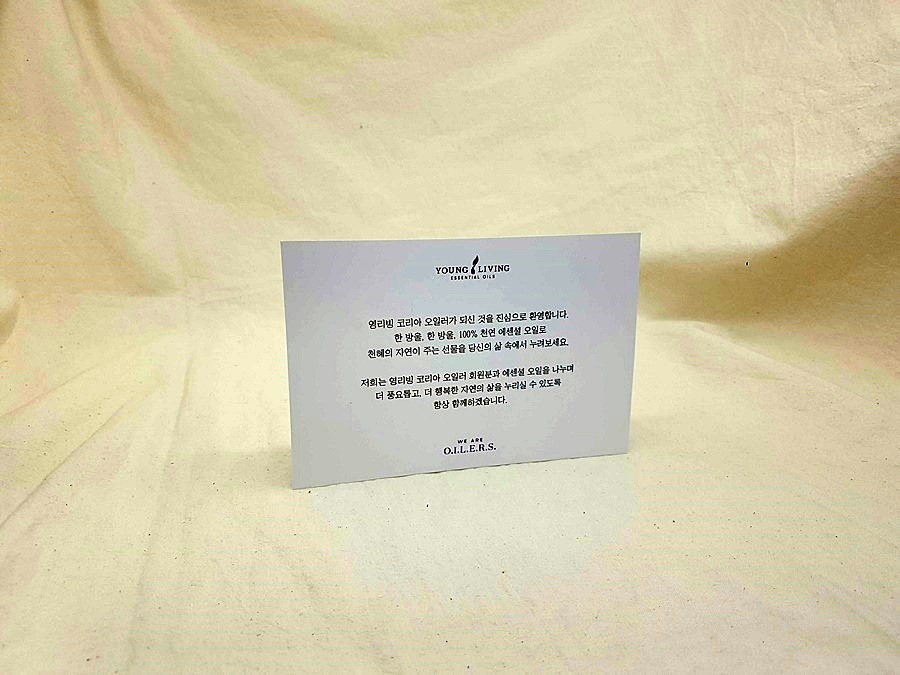 YOUNG LIVING
ESSENTIAL OILS
영리빙 코리아 오일러가 되신 것을 진심으로 환영합니다.
한 방울, 한 방울, 100% 천연 에센셜 오일로
천혜의 자연이 주는 선물을 당신의 삶 속에서 누려보세요.
저희는 영리빙 코리아 오일러 회원분과 에센셜 오일을 나누며
더 풍요롭고, 더 행복한 자연의 삶을 누리실 수 있도록
항상 함께하겠습니다.
WE ARE
O.I.L.E.R.S.